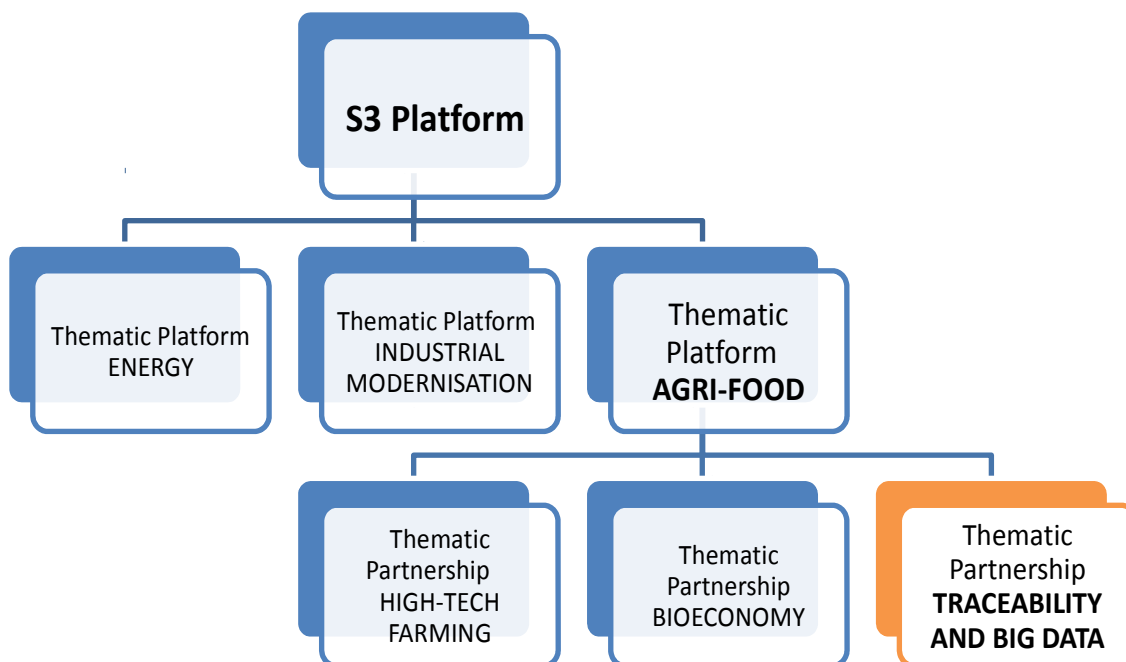 S3 Platform
Thematic Platform
ENERGY
Thematic Platform
INDUSTRIAL
MODERNISATION
Thematic
Platform
AGRI-FOOD
Thematic
Partnership
HIGH-TECH
FARMING
Thematic
Partnership
BIOECONOMY
Thematic
Partnership
TRACEABILITY
AND BIG DATA